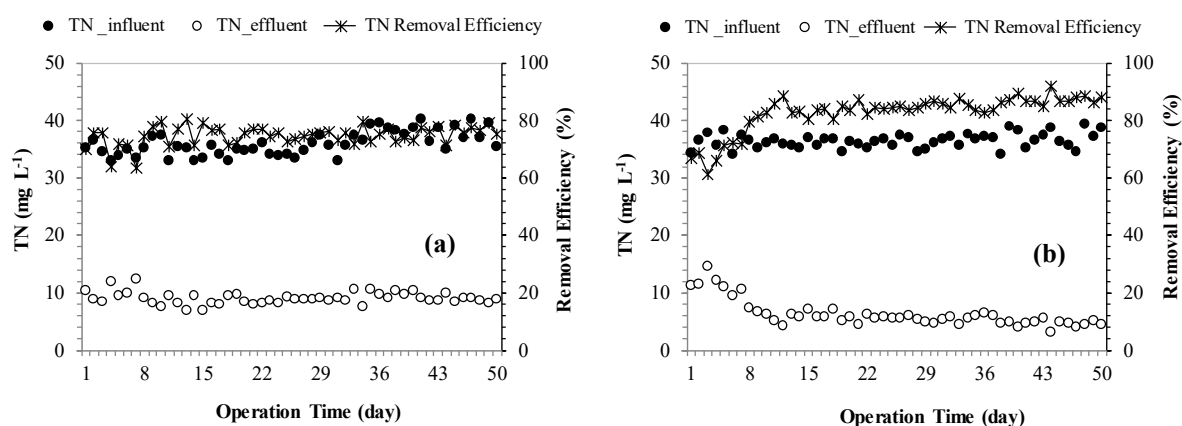 TN _influent TN_effluent TN Removal Efficiency
50
40
30
20
10
0
TN (mg L-1)
100
80
60
40
20
0
Removal Efficiency (%)
(a)
1 8 15 22 29 36 43 50
Operation Time (day)
TN _influent TN_effluent TN Removal Efficiency
50
40
30
20
10
0
TN (mg L-1)
100
80
60
40
20
0
Removal Efficiency (%)
(b)
1 8 15 22 29 36 43 50
Operation Time (day)